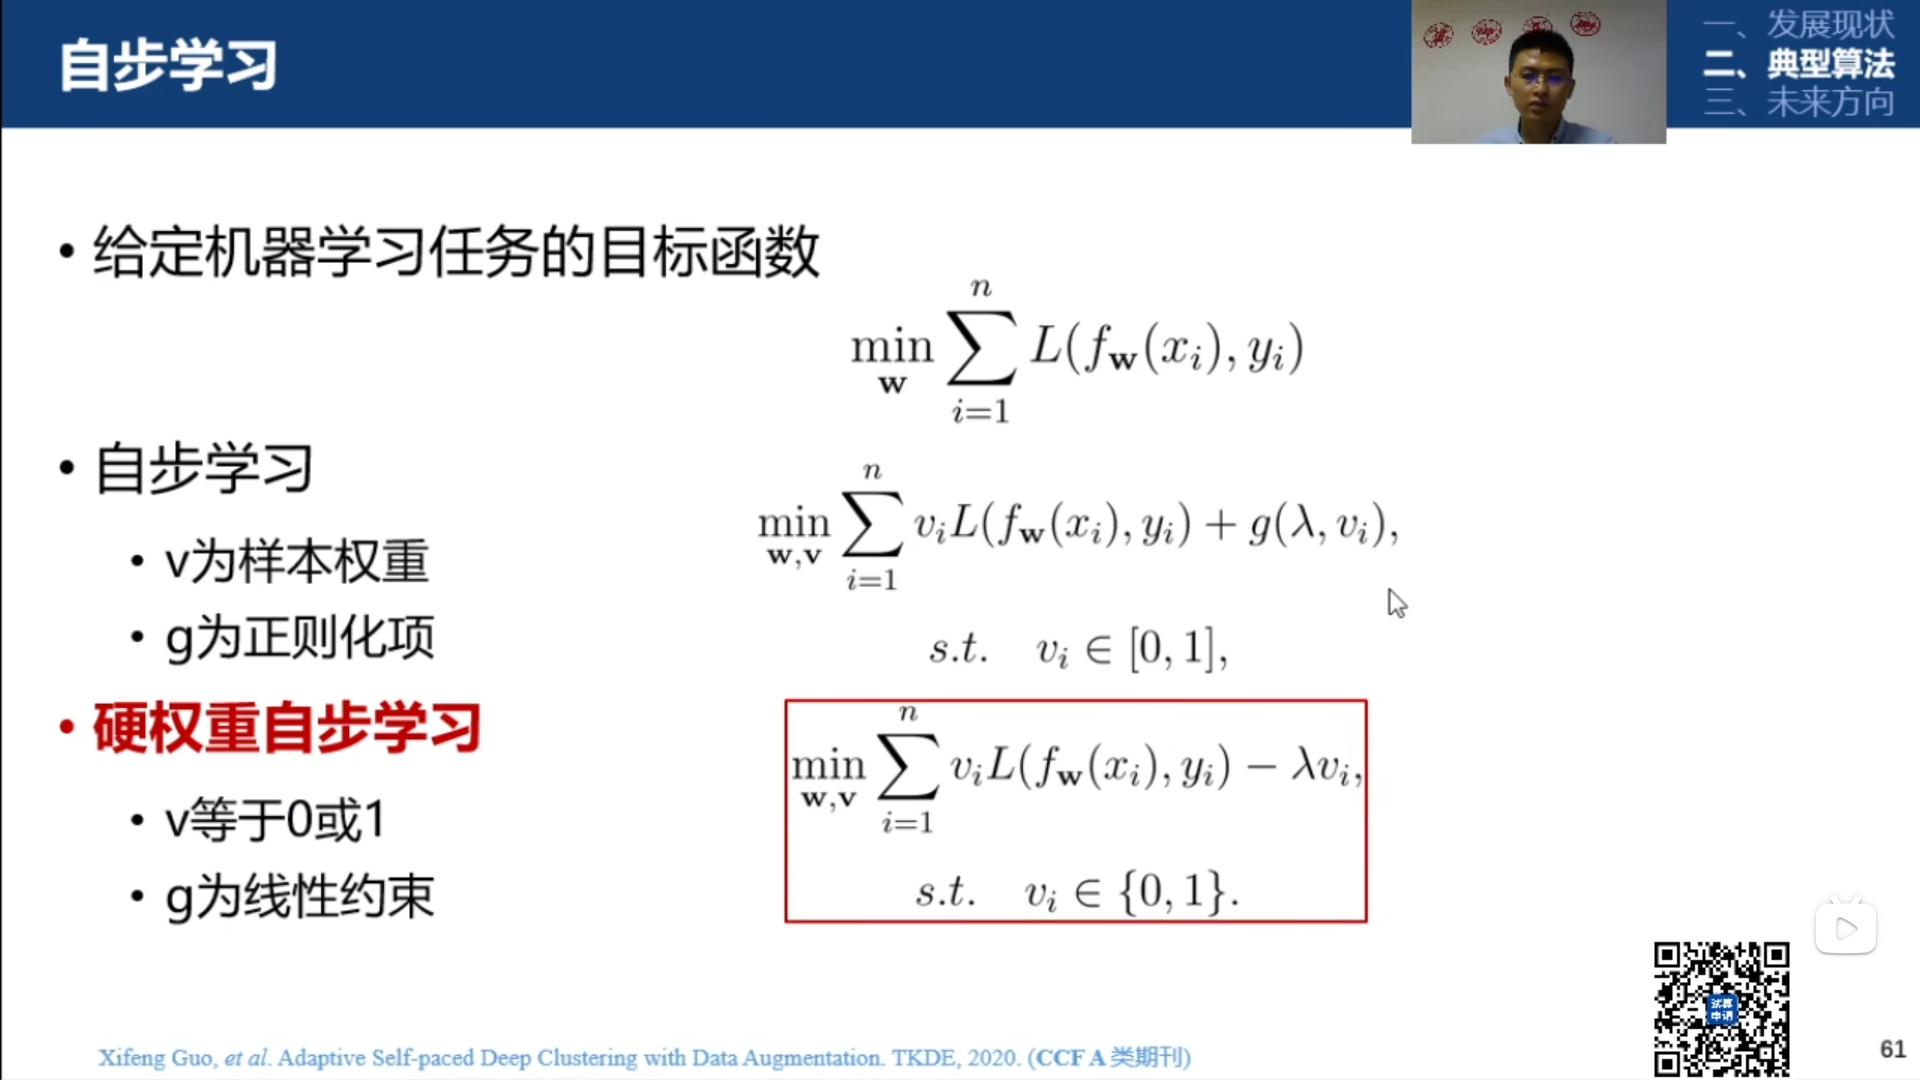 自步学习
一、发展现状
二、典型算法
三、未来方向
• 给定机器学习任务的目标函数
$\min_{\mathbf{w}} \sum_{i=1}^{n} L(f_{\mathbf{w}}(x_i), y_i)$
• 自步学习
• v为样本权重
• g为正则化项
$\min_{\mathbf{w},\mathbf{v}} \sum_{i=1}^{n} v_i L(f_{\mathbf{w}}(x_i), y_i) + g(\lambda, v_i),$
$s.t. \quad v_i \in [0, 1],$
• 硬权重自步学习
• v等于0或1
• g为线性约束
$\min_{\mathbf{w},\mathbf{v}} \sum_{i=1}^{n} v_i L(f_{\mathbf{w}}(x_i), y_i) - \lambda v_i,$
$s.t. \quad v_i \in \{0, 1\}.$
试算
申请
Xifeng Guo, et al. Adaptive Self-paced Deep Clustering with Data Augmentation. TKDE, 2020. (CCF A 类期刊)
61